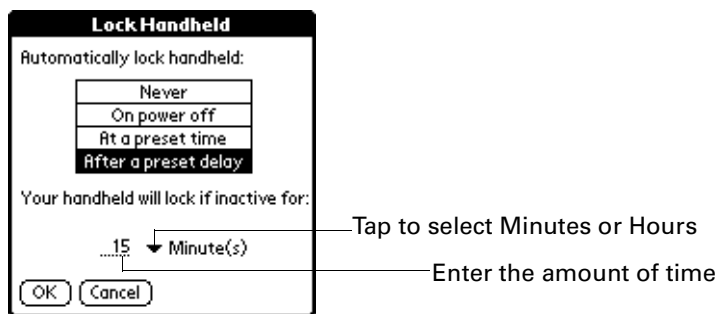 Lock Handheld
Automatically lock handheld:
Never
On power off
At a preset time
After a preset delay
Your handheld will lock if inactive for:
15 Minute(s)
Tap to select Minutes or Hours
Enter the amount of time
OK Cancel